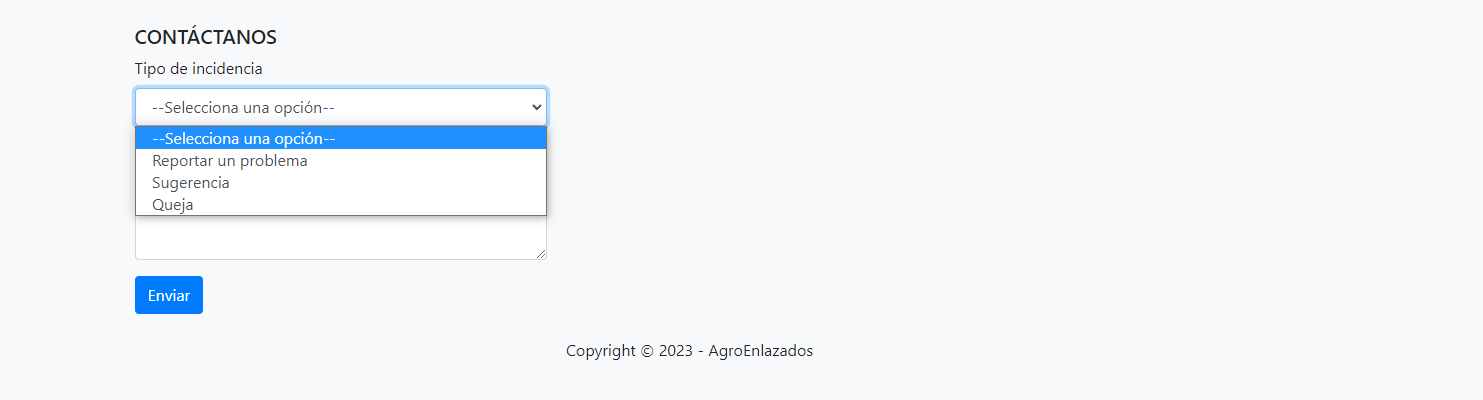 CONTÁCTANOS
Tipo de incidencia
--Selecciona una opción--
--Selecciona una opción--
Reportar un problema
Sugerencia
Queja
Enviar
Copyright © 2023 - AgroEnlazados